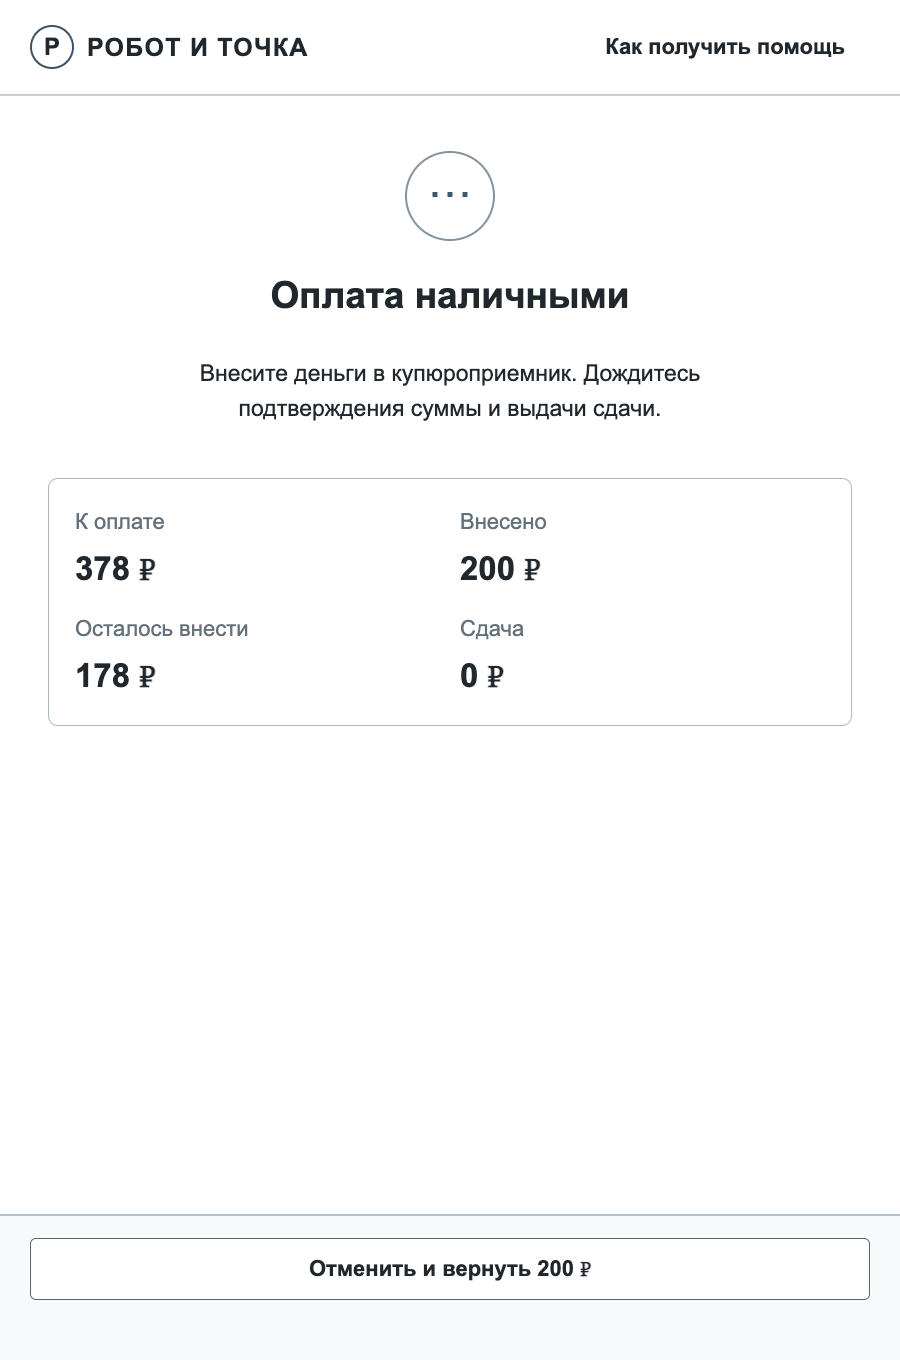 Р РОБОТ И ТОЧКА
Как получить помощь
...
Оплата наличными
Внесите деньги в купюроприемник. Дождитесь
подтверждения суммы и выдачи сдачи.
К оплате
378 ₽
Внесено
200 ₽
Осталось внести
178 ₽
Сдача
0 ₽
Отменить и вернуть 200 ₽